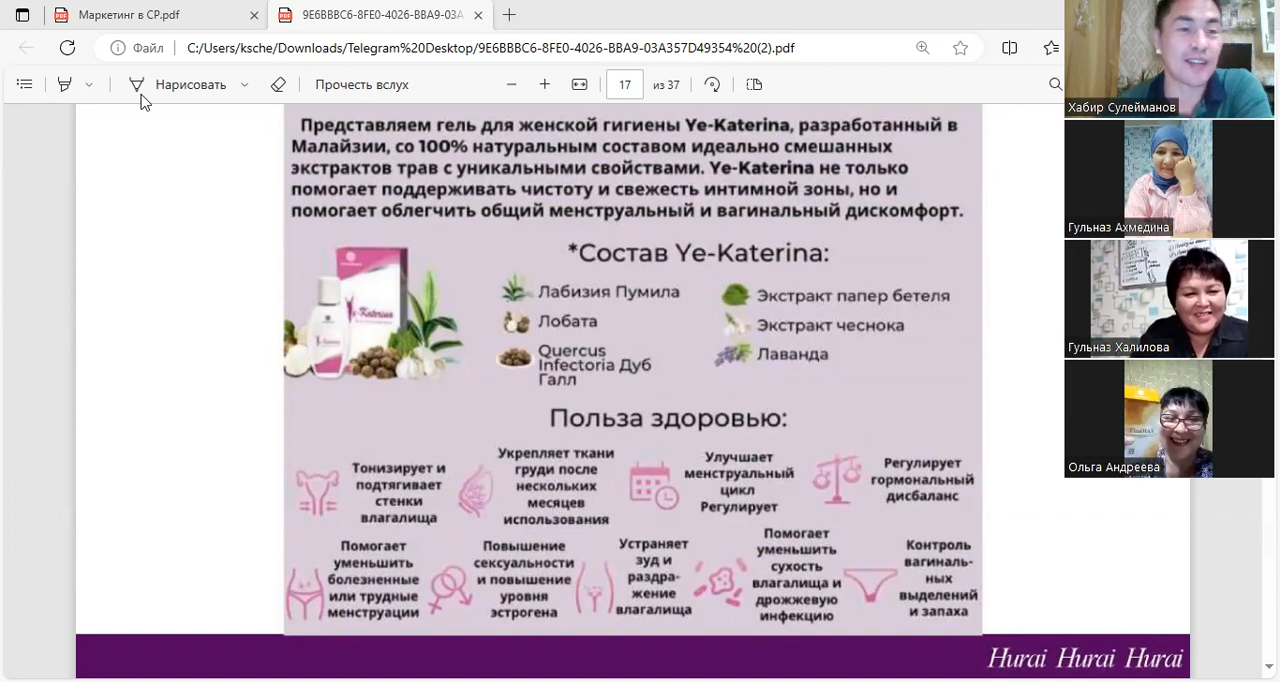 Маркетинг в СР.pdf
9E6BBBC6-8FE0-4026-BBA9-03A
Файл
C:/Users/ksche/Downloads/Telegram%20Desktop/9E6BBBC6-8FE0-4026-BBA9-03A357D49354%20(2).pdf
Нарисовать
Прочесть вслух
17
из 37
Представляем гель для женской гигиены Ye-Katerina, разработанный в
Малайзии, со 100% натуральным составом идеально смешанных
экстрактов трав с уникальными свойствами. Ye-Katerina не только
помогает поддерживать чистоту и свежесть интимной зоны, но и
помогает облегчить общий менструальный и вагинальный дискомфорт.
*Состав Ye-Katerina:
Ye-Katerina
Лабизия Пумила
Лобата
Quercus
Infectoria Дуб
Галл
Экстракт папер бетеля
Экстракт чеснока
Лаванда
Польза здоровью:
Тонизирует и
подтягивает
стенки
влагалища
Укрепляет ткани
груди после
нескольких
месяцев
использования
Улучшает
менструальный
цикл
Регулирует
Регулирует
гормональный
дисбаланс
Помогает
уменьшить
болезненные
или трудные
менструации
Повышение
сексуальности
и повышение
уровня
эстрогена
Устраняет
зуд и
раздра-
жение
влагалища
Помогает
уменьшить
сухость
влагалища и
дрожжевую
инфекцию
Контроль
вагиналь-
ных
выделений
и запаха
Hurai Hurai Hurai
Хабир Сулейманов
Гульназ Ахмедина
Гульназ Халилова
Ольга Андреева